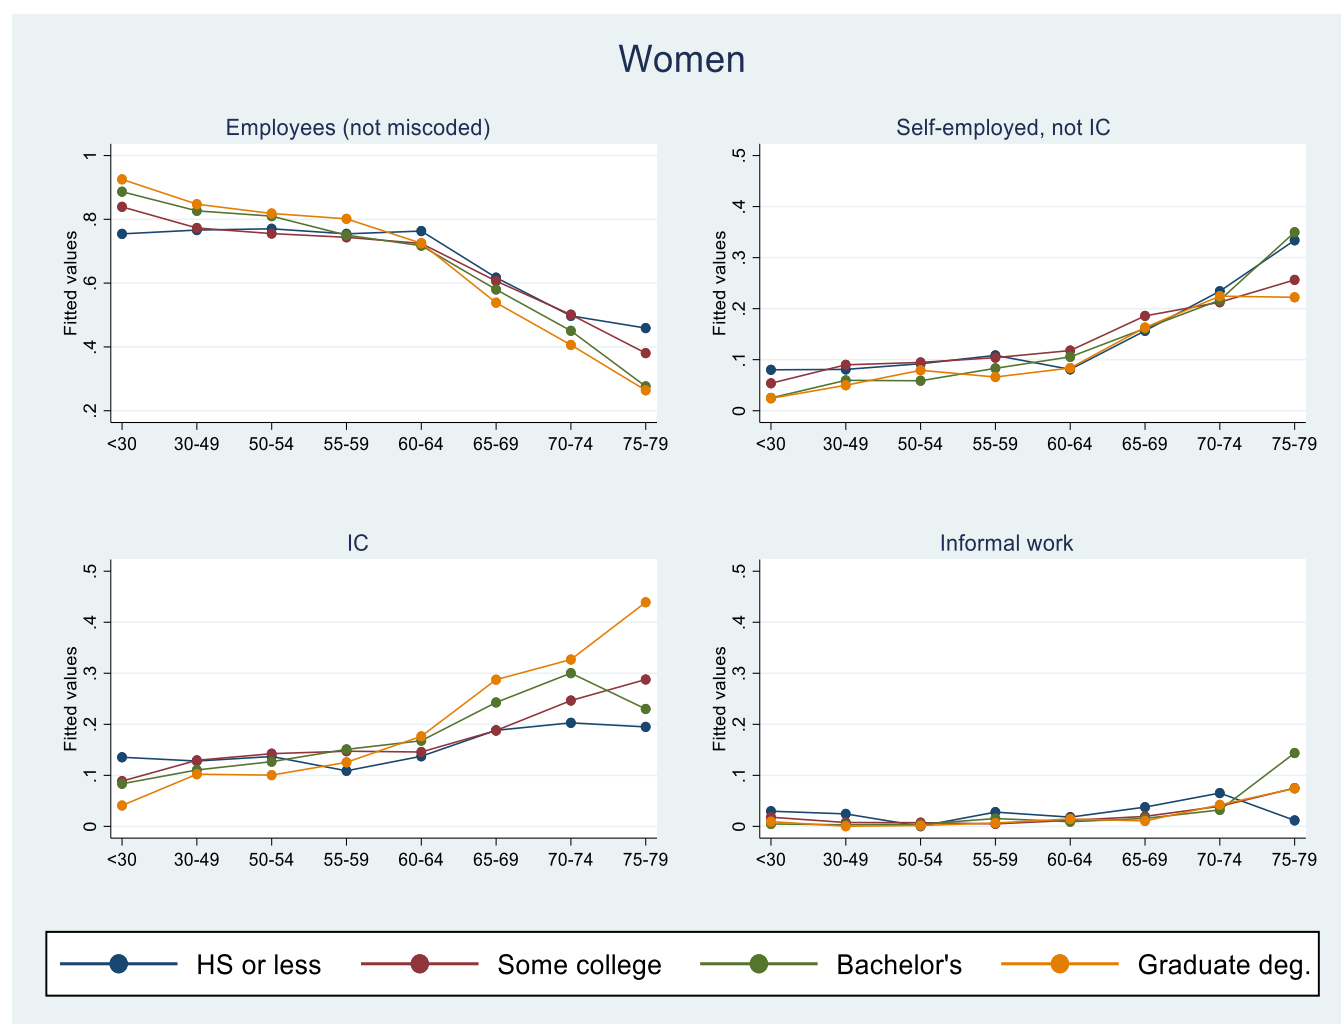 Women
Employees (not miscoded)
Fitted values
1
.8
.6
.4
.2
<30 30-49 50-54 55-59 60-64 65-69 70-74 75-79
Self-employed, not IC
Fitted values
.5
.4
.3
.2
.1
0
<30 30-49 50-54 55-59 60-64 65-69 70-74 75-79
IC
Fitted values
.5
.4
.3
.2
.1
0
<30 30-49 50-54 55-59 60-64 65-69 70-74 75-79
Informal work
Fitted values
.5
.4
.3
.2
.1
0
<30 30-49 50-54 55-59 60-64 65-69 70-74 75-79
HS or less Some college Bachelor's Graduate deg.